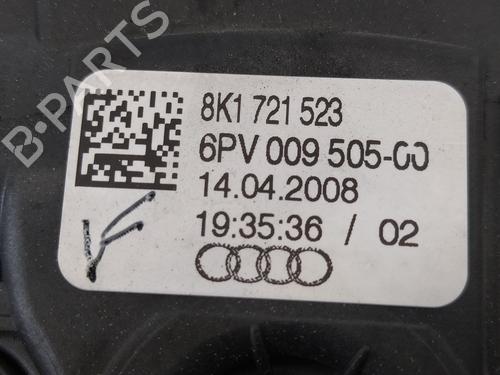 B-PARTS
8K1 721 523
6PV 009 505-00
14.04.2008
19:35:36 / 02